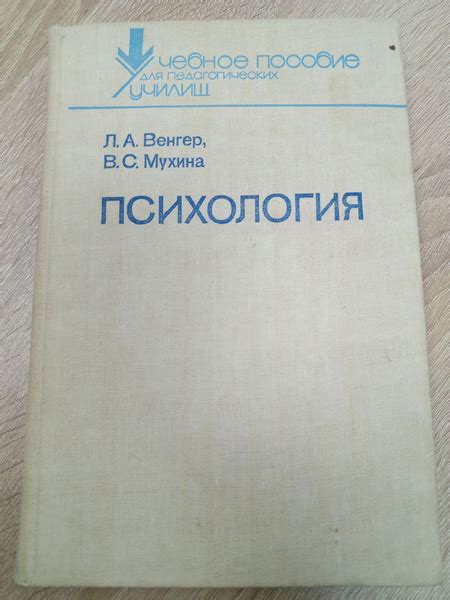 Учебное пособие
для педагогических
училищ
Л. А. Венгер,
В. С. Мухина
ПСИХОЛОГИЯ